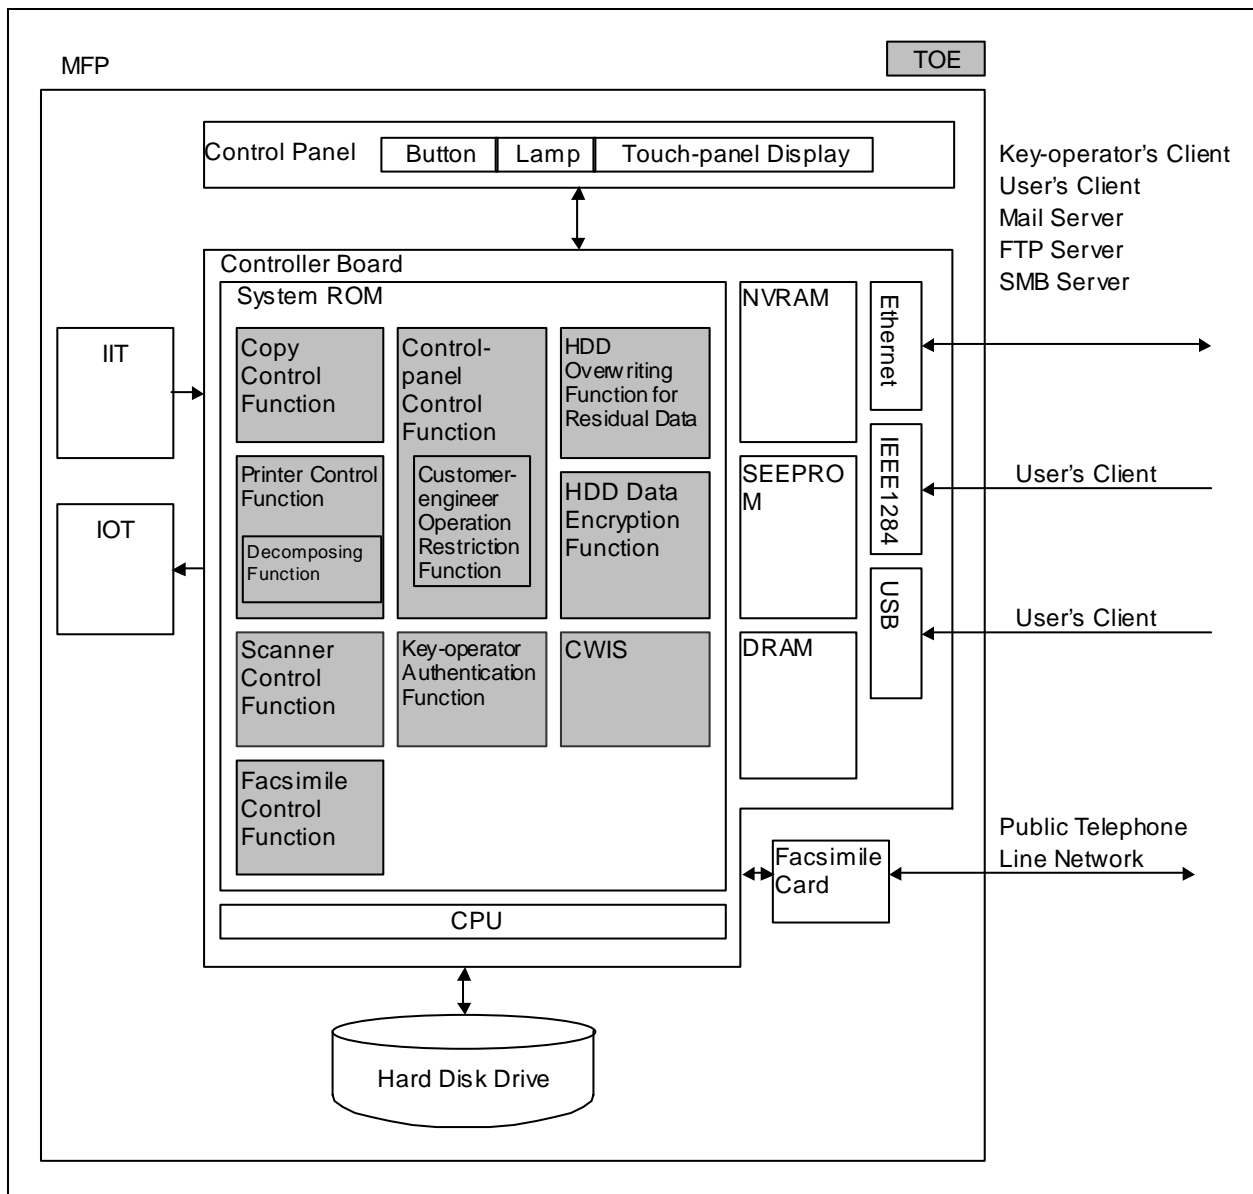 MFP
TOE
Control Panel
Button
Lamp
Touch-panel Display
Key-operator's Client
User's Client
Mail Server
FTP Server
SMB Server
Controller Board
System ROM
IIT
IOT
Copy
Control
Function
Control-
panel
Control
Function
Customer-
engineer
Operation
Restriction
Function
HDD
Overwriting
Function for
Residual Data
Printer Control
Function
Decomposing
Function
HDD Data
Encryption
Function
Scanner
Control
Function
Key-operator
Authentication
Function
CWIS
Facsimile
Control
Function
NVRAM
SEEPRO
M
DRAM
Ethernet
IEEE1284
User's Client
USB
User's Client
Public Telephone
Line Network
Facsimile
Card
CPU
Hard Disk Drive